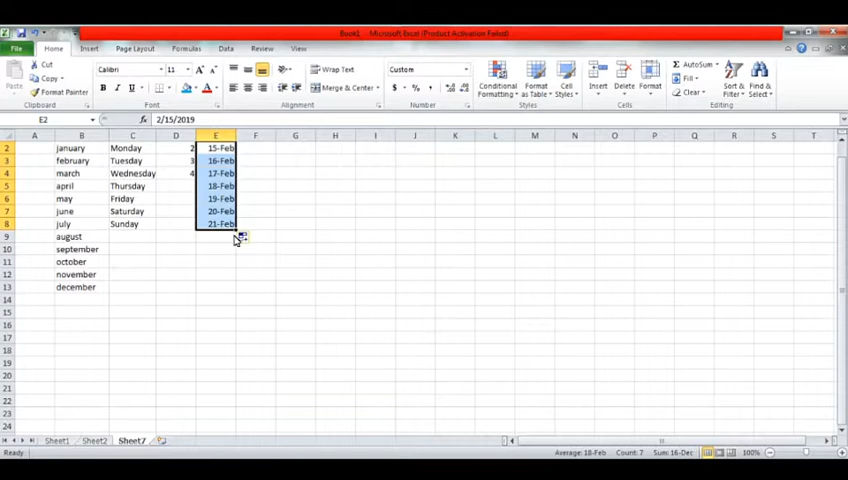 Book1 - Microsoft Excel (Product Activation Failed)
File Home Insert Page Layout Formulas Data Review View
Cut Calibri 11 Wrap Text Custom AutoSum
Copy Fill
Paste Format Painter Merge & Center Conditional Formatting Format as Table Cell Styles Insert Delete Format Clear Sort & Filter Find & Select
Clipboard Font Alignment Number Styles Cells Editing
E2 2/15/2019
A B C D E F G H I J K L M N O P Q R S T
2 january Monday 2 15-Feb
3 february Tuesday 3 16-Feb
4 march Wednesday 4 17-Feb
5 april Thursday 18-Feb
6 may Friday 19-Feb
7 june Saturday 20-Feb
8 july Sunday 21-Feb
9 august
10 september
11 october
12 november
13 december
14
15
16
17
18
19
20
21
22
23
24
Sheet1 Sheet2 Sheet7
Ready Average: 18-Feb Count: 7 Sum: 16-Dec 100%